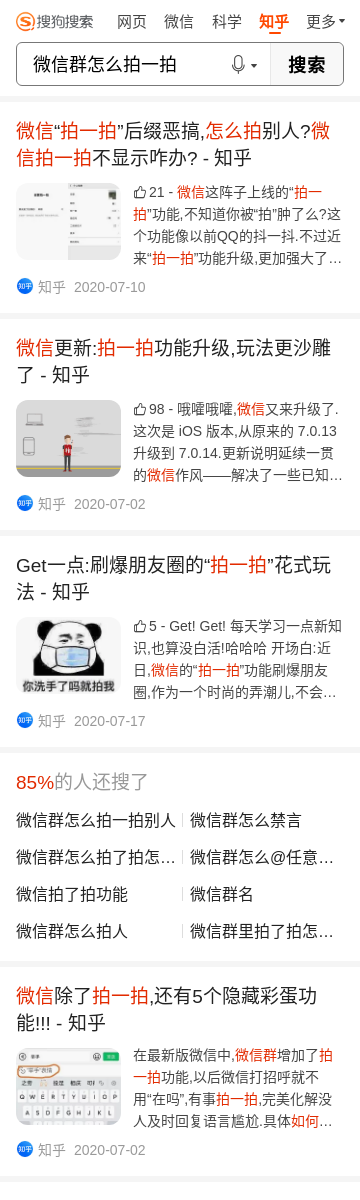 搜狗搜索 网页 微信 科学 知乎 更多
微信群怎么拍一拍 搜索
微信“拍一拍”后缀恶搞,怎么拍别人?微
信拍一拍不显示咋办? - 知乎
21 - 微信这阵子上线的“拍一
拍”功能,不知道你被“拍”肿了么?这
个功能像以前QQ的抖一抖.不过近
来“拍一拍”功能升级,更加强大了…
知乎 知乎 2020-07-10
微信更新:拍一拍功能升级,玩法更沙雕
了 - 知乎
98 - 哦嚯哦嚯,微信又来升级了.
这次是 iOS 版本,从原来的 7.0.13
升级到 7.0.14.更新说明延续一贯
的微信作风——解决了一些已知…
知乎 知乎 2020-07-02
Get一点:刷爆朋友圈的“拍一拍”花式玩
法 - 知乎
你洗手了吗就拍我
5 - Get! Get! 每天学习一点新知
识,也算没白活!哈哈哈 开场白:近
日,微信的“拍一拍”功能刷爆朋友
圈,作为一个时尚的弄潮儿,不会…
知乎 知乎 2020-07-17
85%的人还搜了
微信群怎么拍一拍别人 微信群怎么禁言
微信群怎么拍了拍怎… 微信群怎么@任意…
微信拍了拍功能 微信群名
微信群怎么拍人 微信群里拍了拍怎…
微信除了拍一拍,还有5个隐藏彩蛋功
能!!! - 知乎
Q W E R T Y U I O P
A S D F G H J K L
Z X C V B N M
在最新版微信中,微信群增加了拍
一拍功能,以后微信打招呼就不
用“在吗”,有事拍一拍,完美化解没
人及时回复语言尴尬.具体如何…
知乎 知乎 2020-07-02